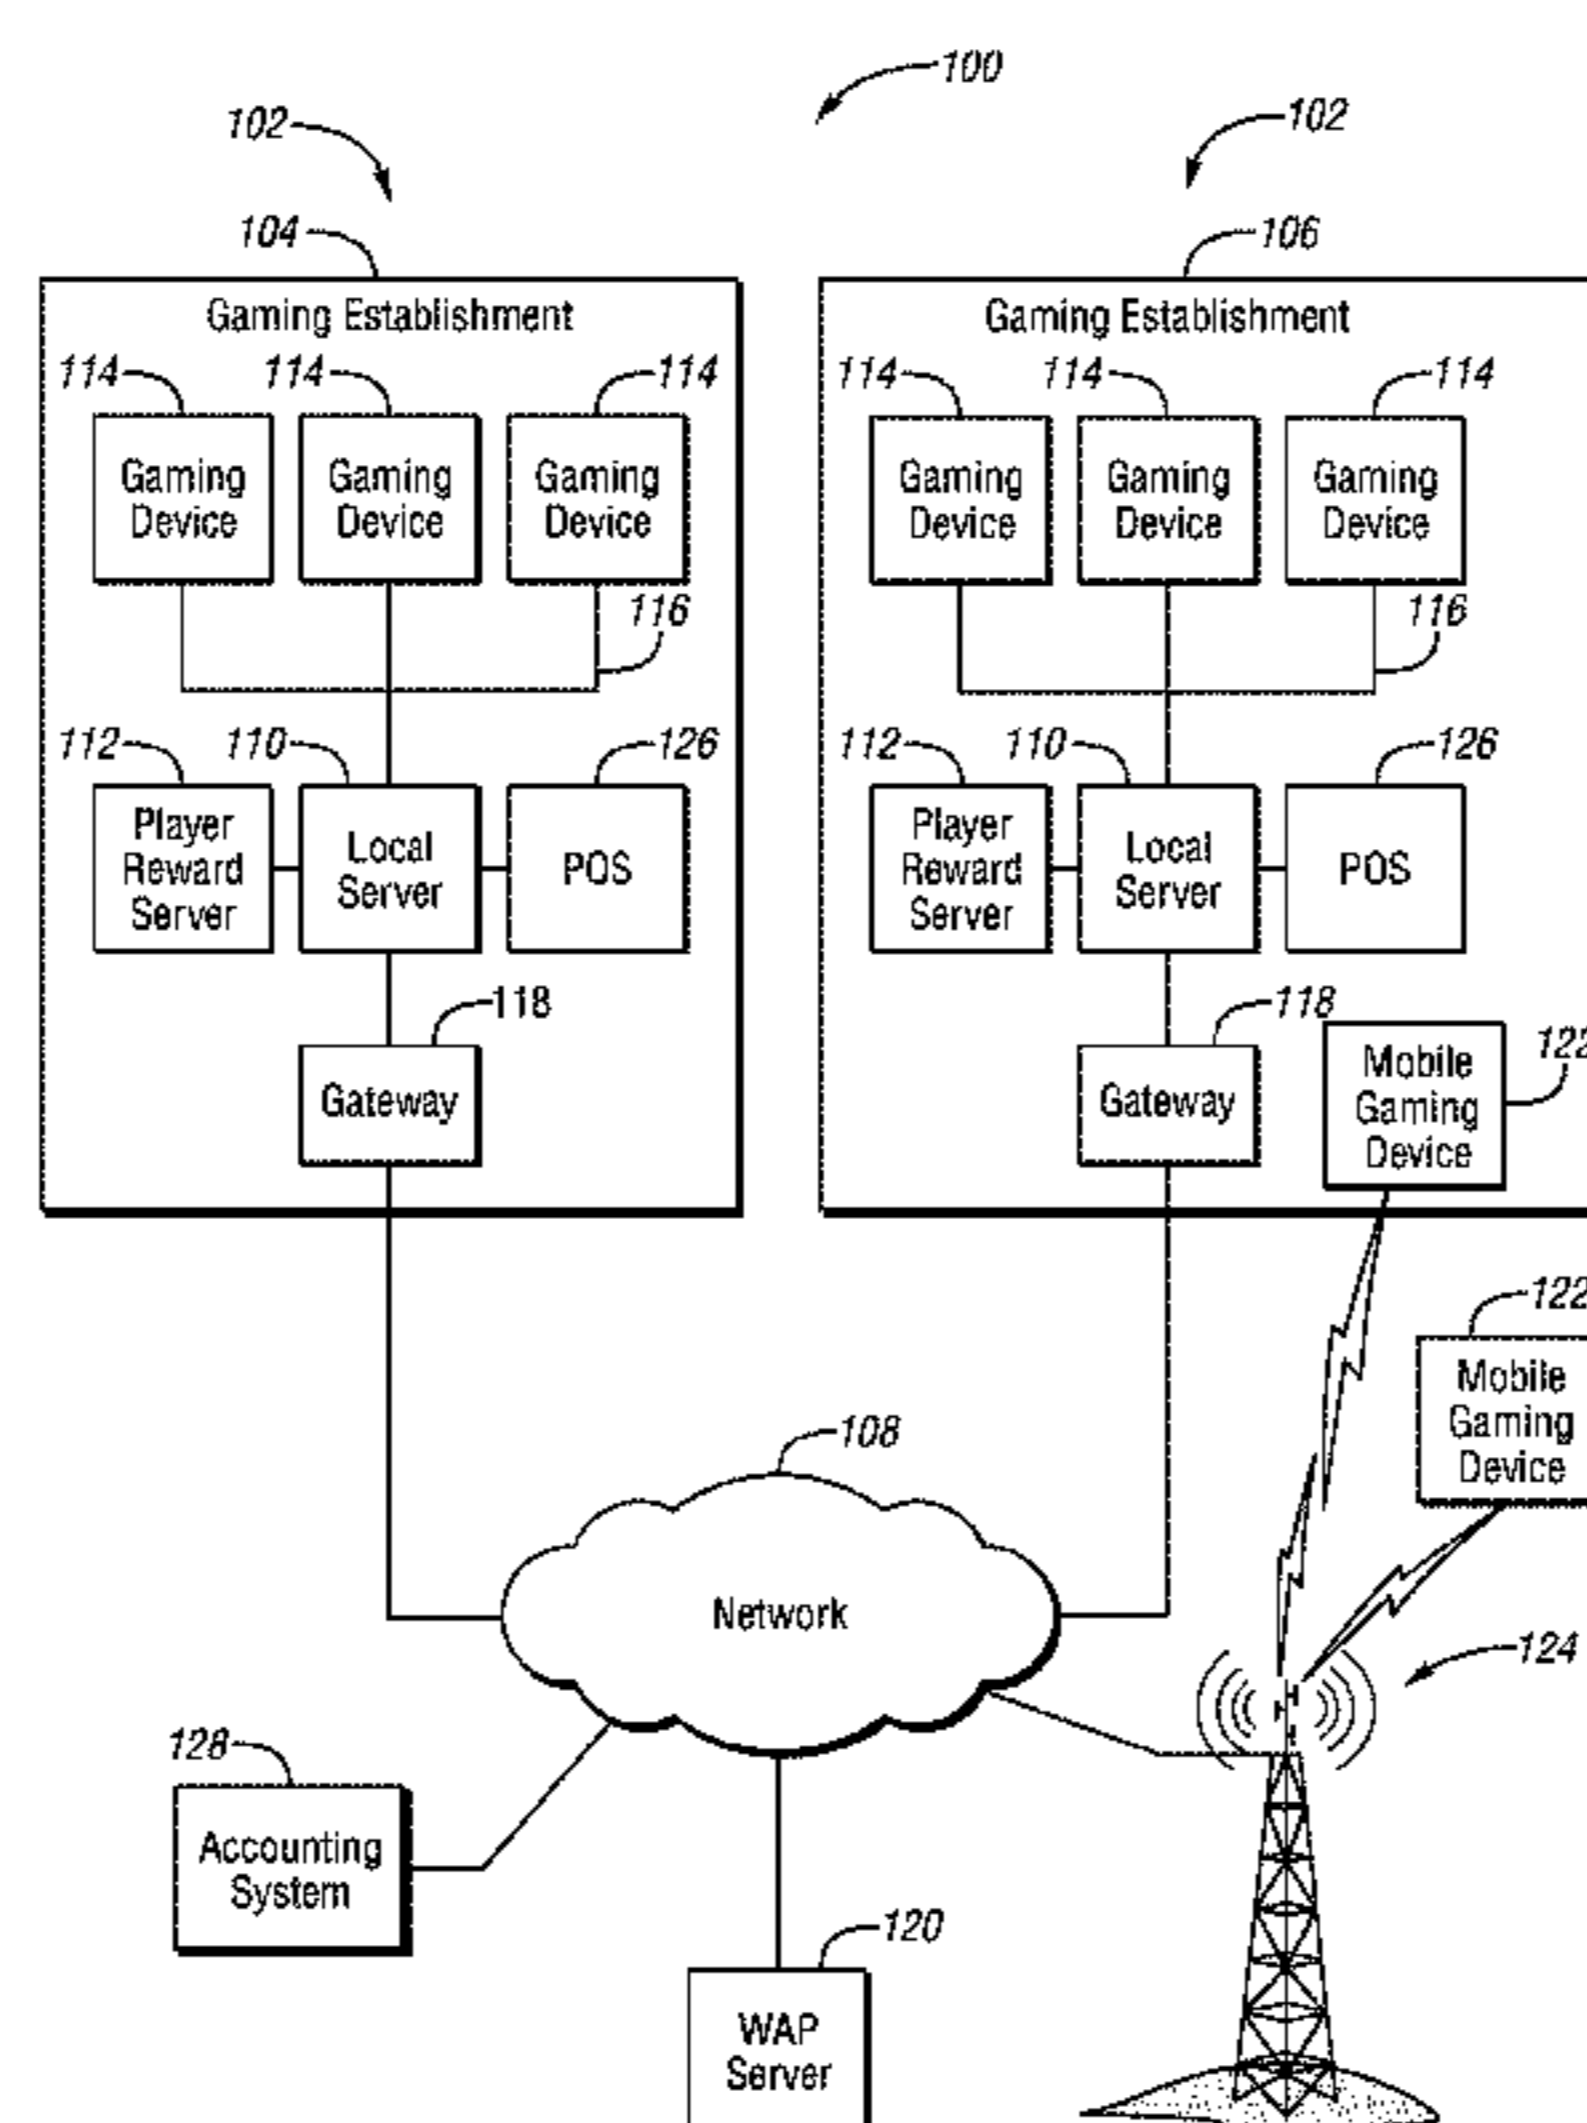 100
102
102
104
106
Gaming Establishment
Gaming Establishment
114
114
114
114
114
114
Gaming
Device
Gaming
Device
Gaming
Device
Gaming
Device
Gaming
Device
Gaming
Device
116
116
112
110
126
112
110
126
Player
Reward
Server
Local
Server
POS
Player
Reward
Server
Local
Server
POS
118
118
Gateway
Gateway
Mobile
Gaming
Device
122
122
Mobile
Gaming
Device
108
Network
124
128
Accounting
System
120
WAP
Server